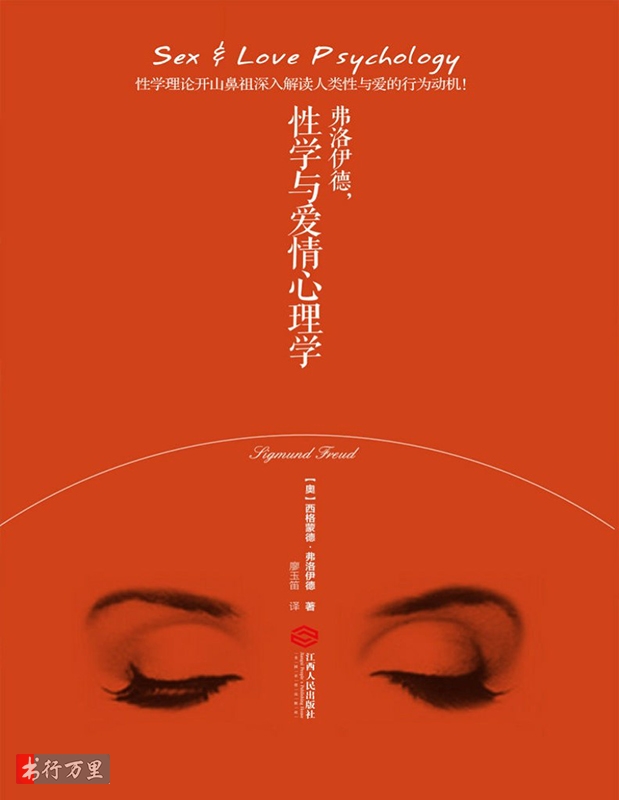 Sex & Love Psychology
性学理论开山鼻祖深入解读人类性与爱的行为动机！
弗洛伊德，
性学与爱情心理学
Sigmund Freud
【奥】西格蒙德·弗洛伊德 著
廖玉笛 译
江西人民出版社
书行万里